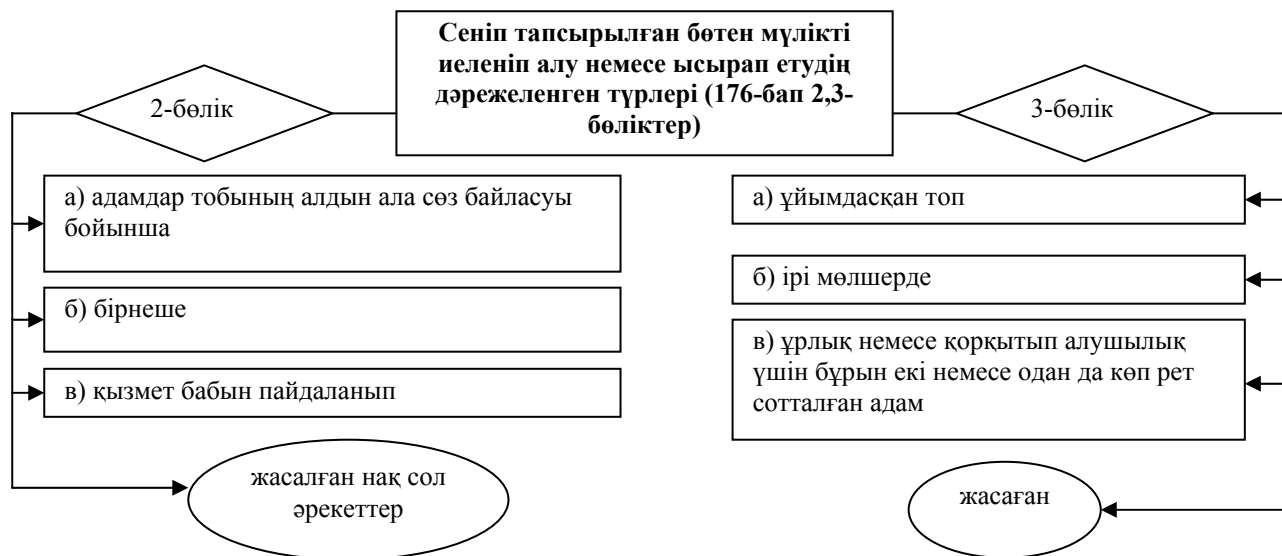 Сеніп тапсырылған бөтен мүлікті
иеленіп алу немесе ысырап етудің
дәрежеленген түрлері (176-бап 2,3-
бөліктер)
2-бөлік
3-бөлік
а) адамдар тобының алдын ала сөз байласуы
бойынша
б) бірнеше
в) қызмет бабын пайдаланып
жасалған нақ сол
әрекеттер
а) ұйымдасқан топ
б) ірі мөлшерде
в) ұрлық немесе қорқытып алушылық
үшін бұрын екі немесе одан да көп рет
сотталған адам
жасаған